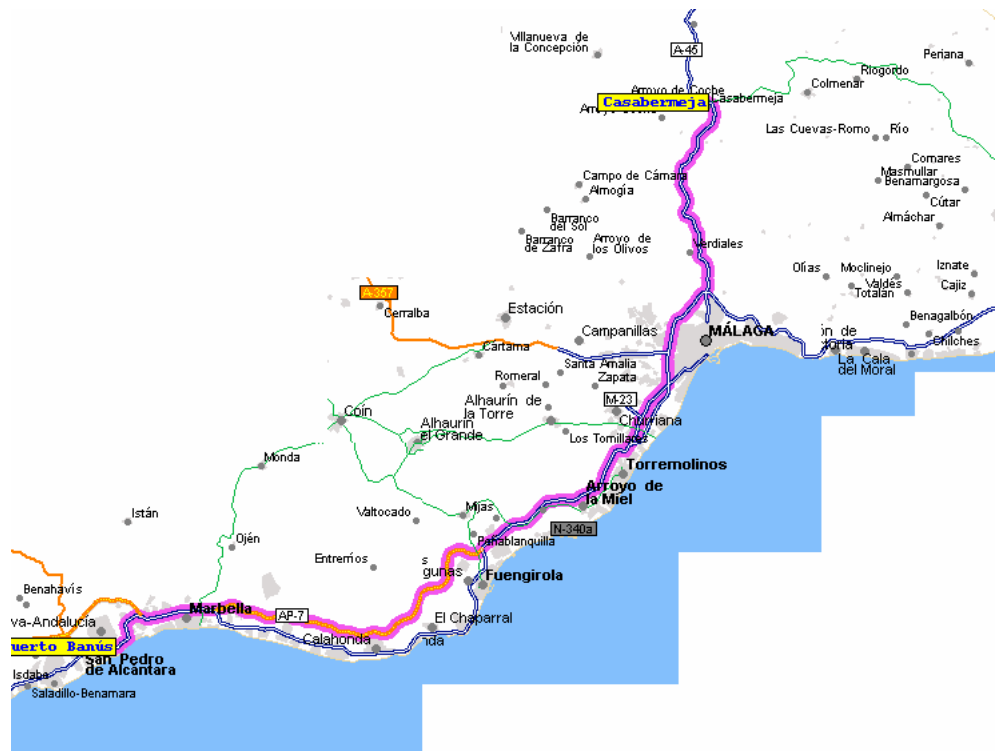 Villanueva de
la Concepción
A-45
Periana
Riogordo
Colmenar
Arroyo de Coche
Casabermeja
Casabermeja
Las Cuevas-Romo
Río
Comares
Masmullar
Benamargosa
Campo de Cámara
Almogía
Cútar
Almáchar
Barranco
del Sol
Barranco
de Zafra
Arroyo de
los Olivos
Verdiales
Olías
Moclinejo
Iznate
Valdés
Totalán
Cajiz
A-357
Cerralba
Estación
Campanillas
MÁLAGA
Benagalbón
Chilches
La Cala
del Moral
Cártama
Santa Amalia
Romeral
Zapata
M-23
Alhaurín de
la Torre
Churriana
Coín
Alhaurín
el Grande
Los Tomillares
Monda
Torremolinos
Arroyo de
la Miel
Istán
Valtocado
Mijas
N-340a
Ojén
Entrerríos
Peñablanquilla
Fuengirola
Benahavís
Marbella
AP-7
El Chaparral
Calahonda
San Pedro
de Alcántara
Isdaba
Saladillo-Benamara